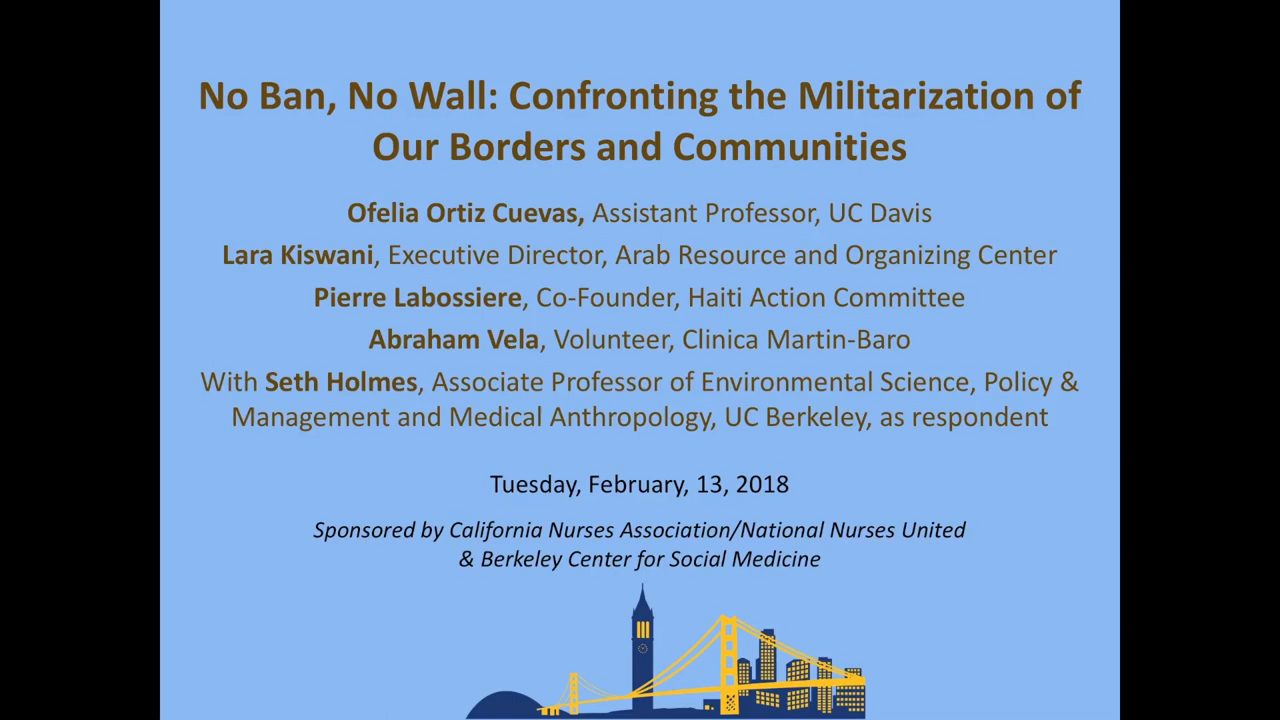 No Ban, No Wall: Confronting the Militarization of
Our Borders and Communities
Ofelia Ortiz Cuevas, Assistant Professor, UC Davis
Lara Kiswani, Executive Director, Arab Resource and Organizing Center
Pierre Labossiere, Co-Founder, Haiti Action Committee
Abraham Vela, Volunteer, Clinica Martin-Baro
With Seth Holmes, Associate Professor of Environmental Science, Policy &
Management and Medical Anthropology, UC Berkeley, as respondent
Tuesday, February, 13, 2018
Sponsored by California Nurses Association/National Nurses United
& Berkeley Center for Social Medicine